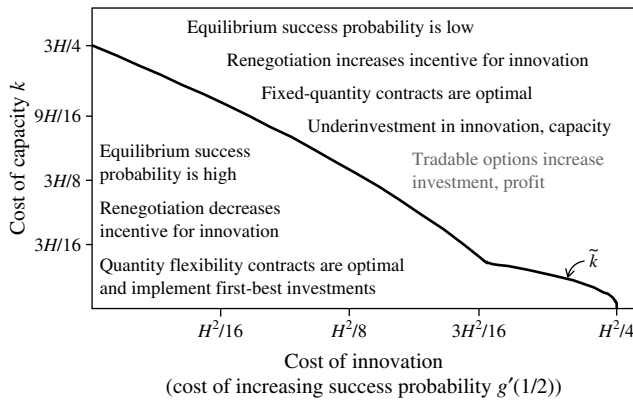 Equilibrium success probability is low
3H/4
Renegotiation increases incentive for innovation
Fixed-quantity contracts are optimal
9H/16
Underinvestment in innovation, capacity
Equilibrium success
probability is high
Tradable options increase
investment, profit
3H/8
Renegotiation decreases
incentive for innovation
3H/16
k̃
Quantity flexibility contracts are optimal
and implement first-best investments
Cost of capacity k
H²/16
H²/8
3H²/16
H²/4
Cost of innovation
(cost of increasing success probability g′(1/2))